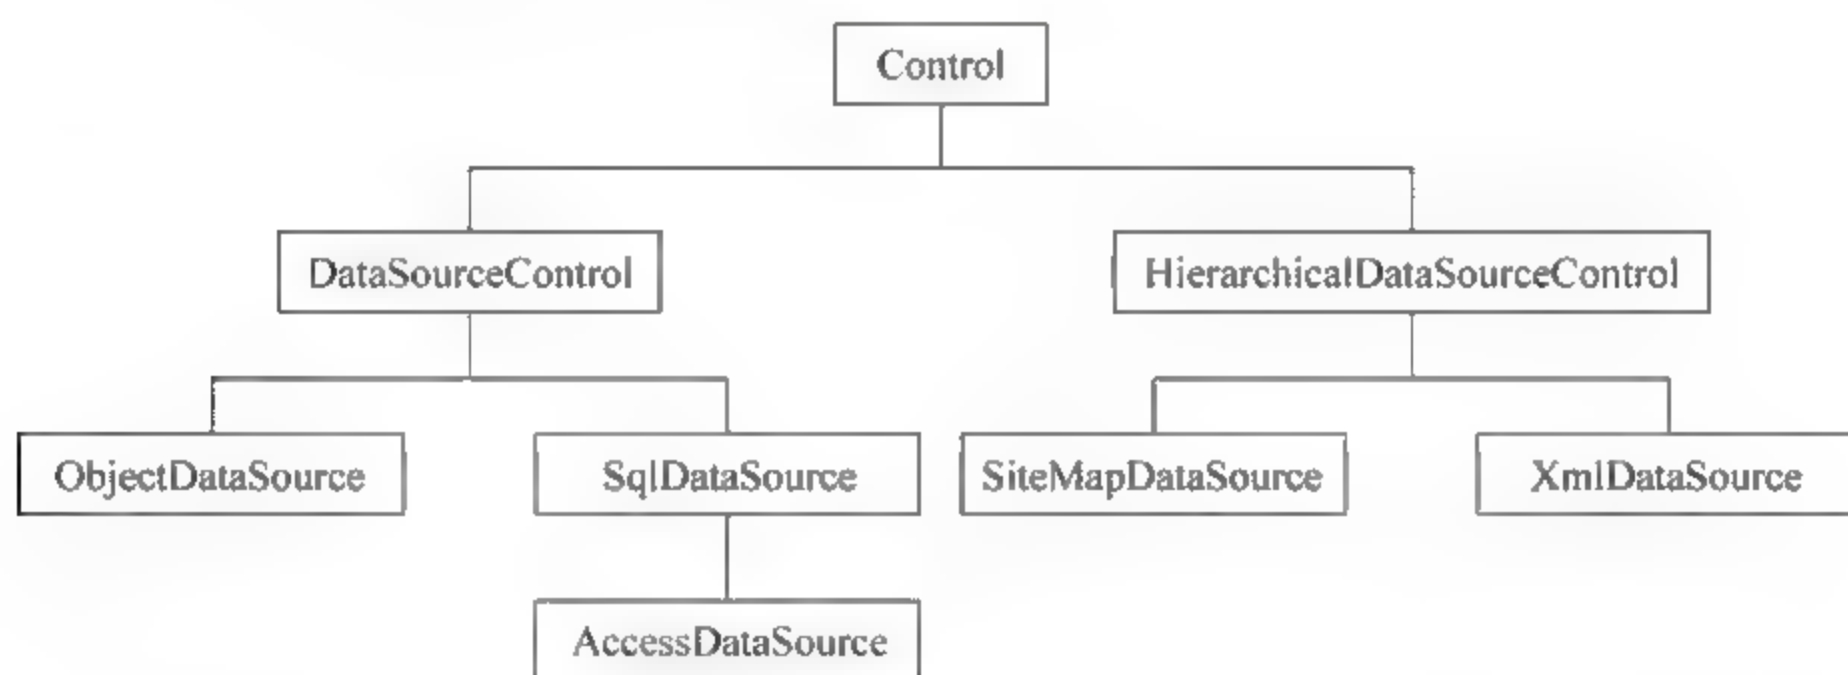 Control
DataSourceControl
HierarchicalDataSourceControl
ObjectDataSource
SqlDataSource
SiteMapDataSource
XmlDataSource
AccessDataSource